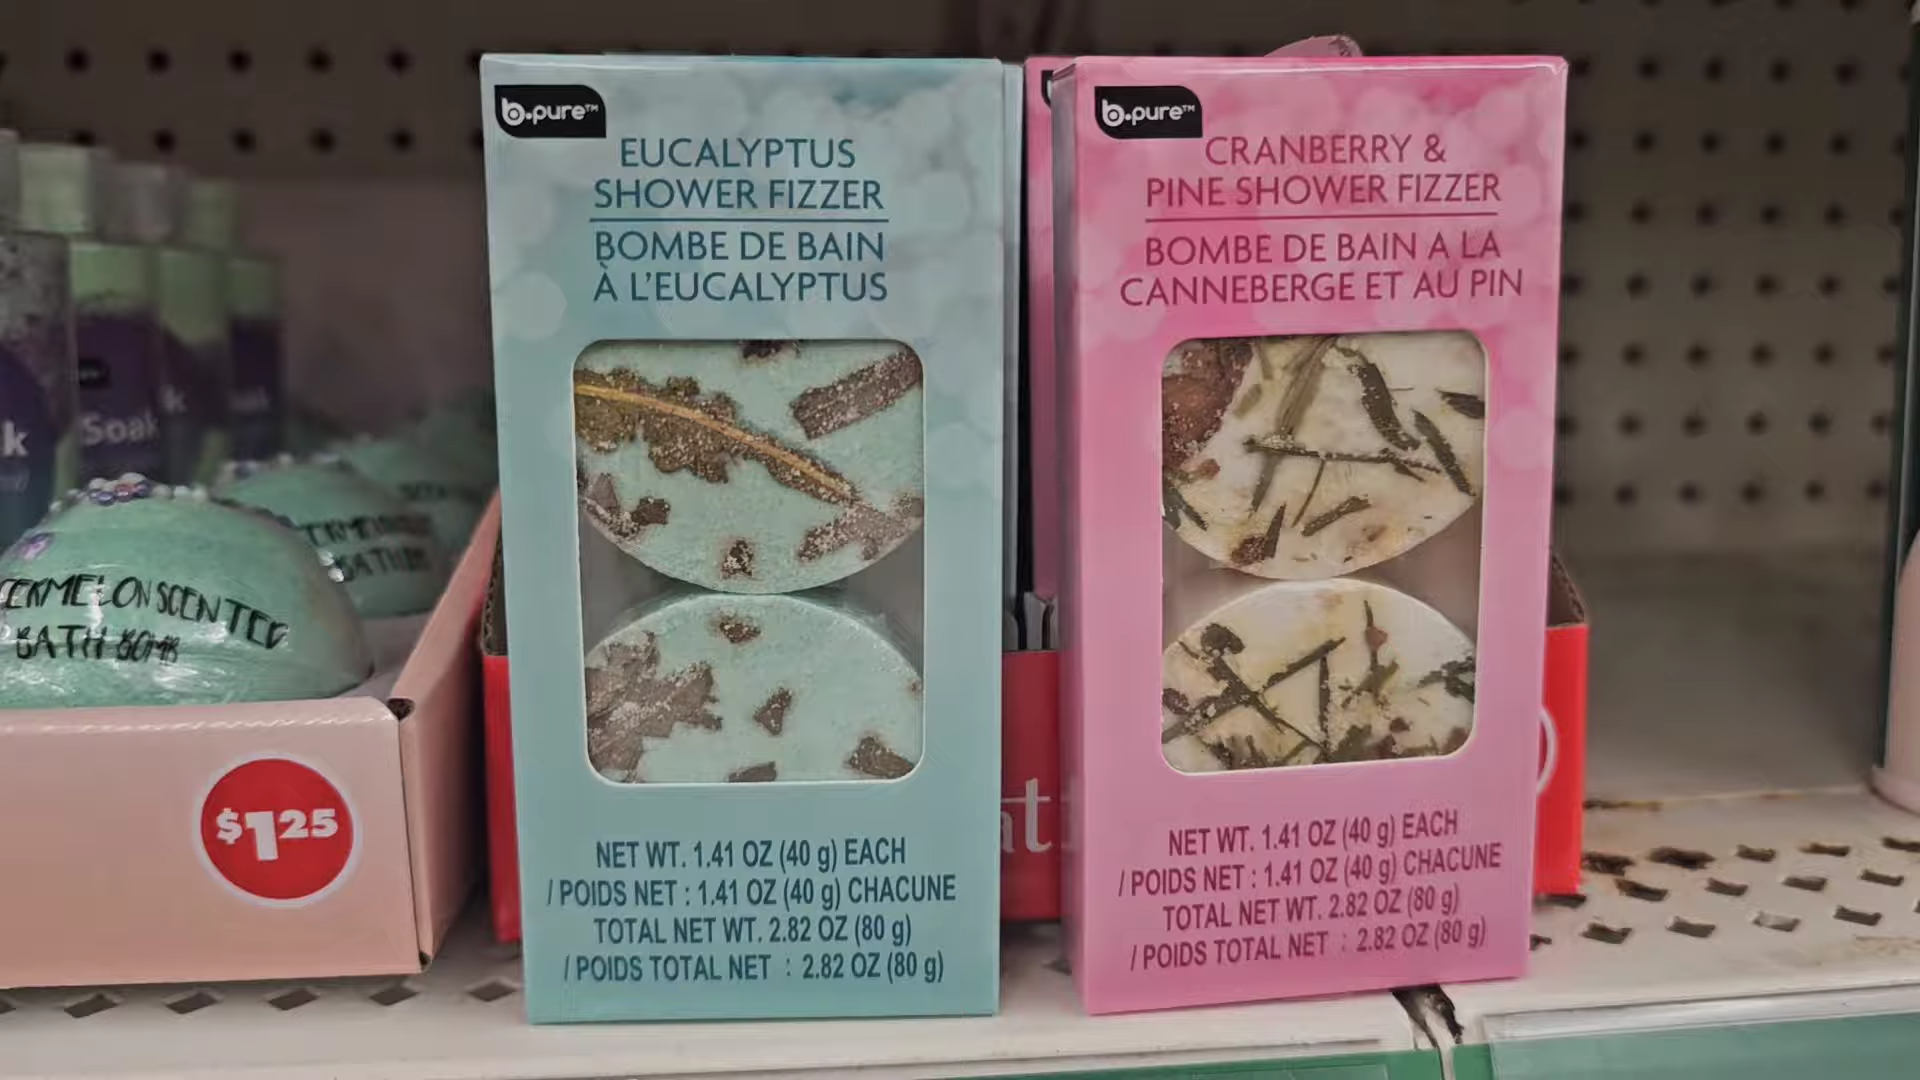 b.pure™
EUCALYPTUS
SHOWER FIZZER
BOMBE DE BAIN
À L'EUCALYPTUS
NET WT. 1.41 OZ (40 g) EACH
/ POIDS NET : 1.41 OZ (40 g) CHACUNE
TOTAL NET WT. 2.82 OZ (80 g)
/ POIDS TOTAL NET : 2.82 OZ (80 g)
b.pure™
CRANBERRY &
PINE SHOWER FIZZER
BOMBE DE BAIN A LA
CANNEBERGE ET AU PIN
NET WT. 1.41 OZ (40 g) EACH
/ POIDS NET : 1.41 OZ (40 g) CHACUNE
TOTAL NET WT. 2.82 OZ (80 g)
/ POIDS TOTAL NET : 2.82 OZ (80 g)
Soak
SCENTED
BATH BOMB
$1.25